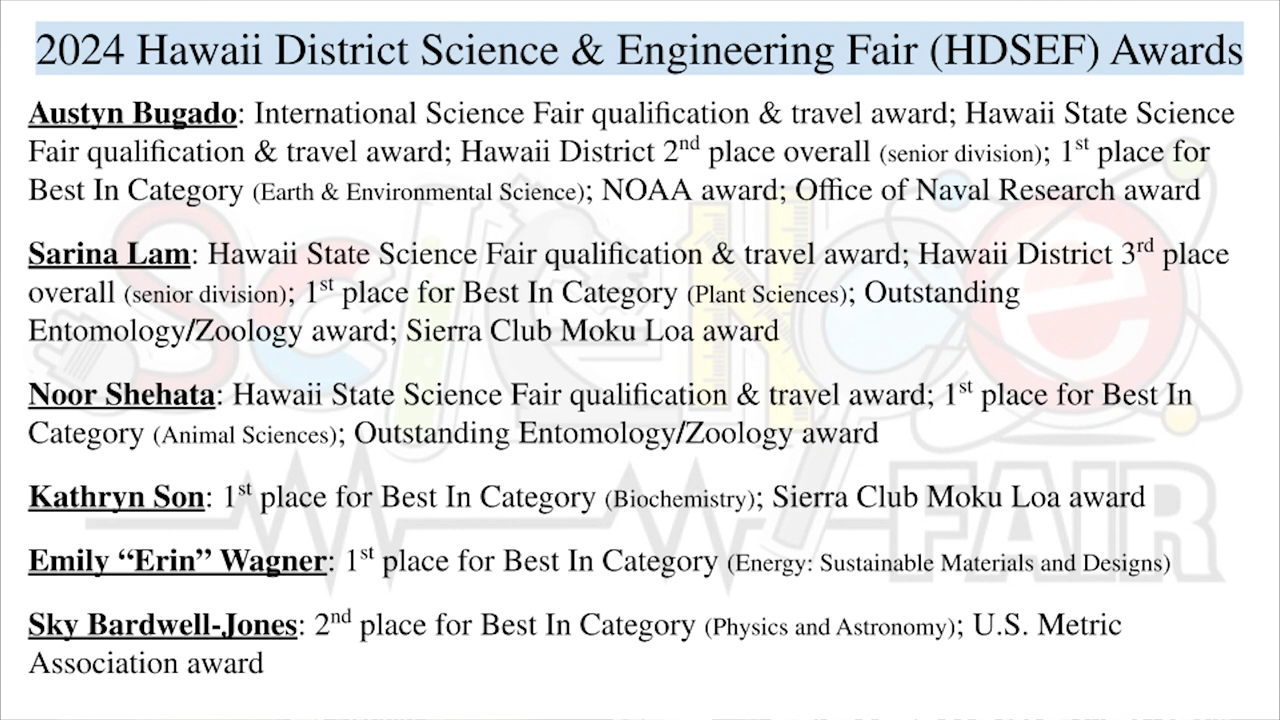 2024 Hawaii District Science & Engineering Fair (HDSEF) Awards
Austyn Bugado: International Science Fair qualification & travel award; Hawaii State Science
Fair qualification & travel award; Hawaii District 2nd place overall (senior division); 1st place for
Best In Category (Earth & Environmental Science); NOAA award; Office of Naval Research award
Sarina Lam: Hawaii State Science Fair qualification & travel award; Hawaii District 3rd place
overall (senior division); 1st place for Best In Category (Plant Sciences); Outstanding
Entomology/Zoology award; Sierra Club Moku Loa award
Noor Shehata: Hawaii State Science Fair qualification & travel award; 1st place for Best In
Category (Animal Sciences); Outstanding Entomology/Zoology award
Kathryn Son: 1st place for Best In Category (Biochemistry); Sierra Club Moku Loa award
Emily “Erin” Wagner: 1st place for Best In Category (Energy: Sustainable Materials and Designs)
Sky Bardwell-Jones: 2nd place for Best In Category (Physics and Astronomy); U.S. Metric
Association award
Science
FAIR